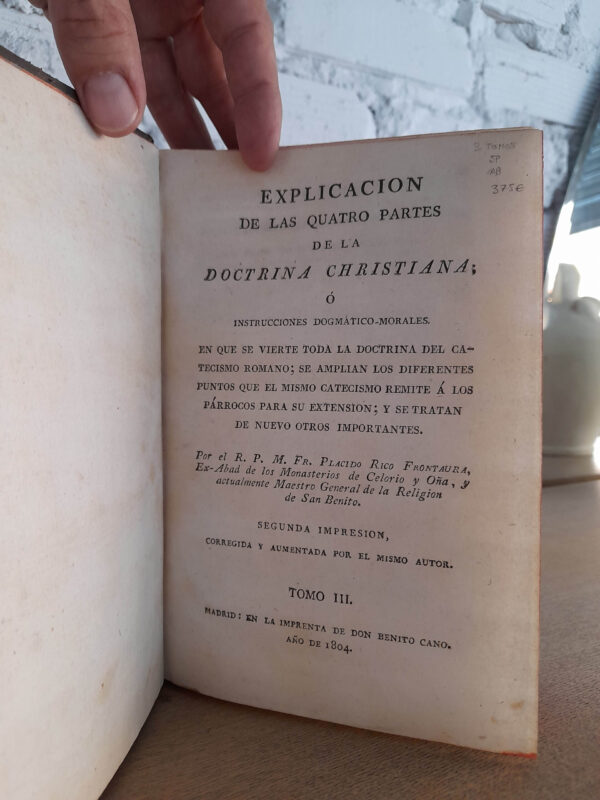 3 TOMOS
SP
AB
375€
EXPLICACION
DE LAS QUATRO PARTES
DE LA
DOCTRINA CHRISTIANA;
Ó
INSTRUCCIONES DOGMÁTICO-MORALES.
EN QUE SE VIERTE TODA LA DOCTRINA DEL CA-
TECISMO ROMANO; SE AMPLIAN LOS DIFERENTES
PUNTOS QUE EL MISMO CATECISMO REMITE Á LOS
PÁRROCOS PARA SU EXTENSION; Y SE TRATAN
DE NUEVO OTROS IMPORTANTES.
Por el R. P. M. FR. PLACIDO RICO FRONTAURA,
Ex-Abad de los Monasterios de Celorio y Oña, y
actualmente Maestro General de la Religion
de San Benito.
SEGUNDA IMPRESION,
CORREGIDA Y AUMENTADA POR EL MISMO AUTOR.
TOMO III.
MADRID: EN LA IMPRENTA DE DON BENITO CANO.
AÑO DE 1804.